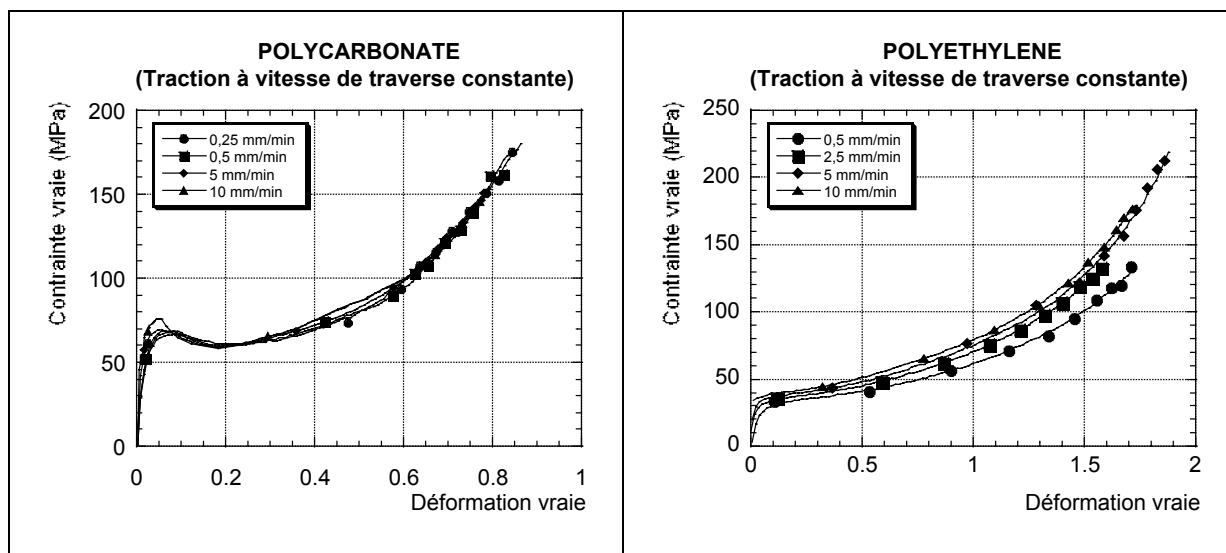 POLYCARBONATE
(Traction à vitesse de traverse constante)
Contrainte vraie (MPa)
200
150
100
50
0
0,25 mm/min
0,5 mm/min
5 mm/min
10 mm/min
0
0.2
0.4
0.6
0.8
1
Déformation vraie
POLYETHYLENE
(Traction à vitesse de traverse constante)
Contrainte vraie (MPa)
250
200
150
100
50
0
0,5 mm/min
2,5 mm/min
5 mm/min
10 mm/min
0
0.5
1
1.5
2
Déformation vraie